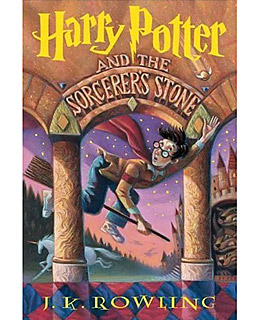 Harry Potter
AND THE
SORCERER'S STONE
J. K. ROWLING